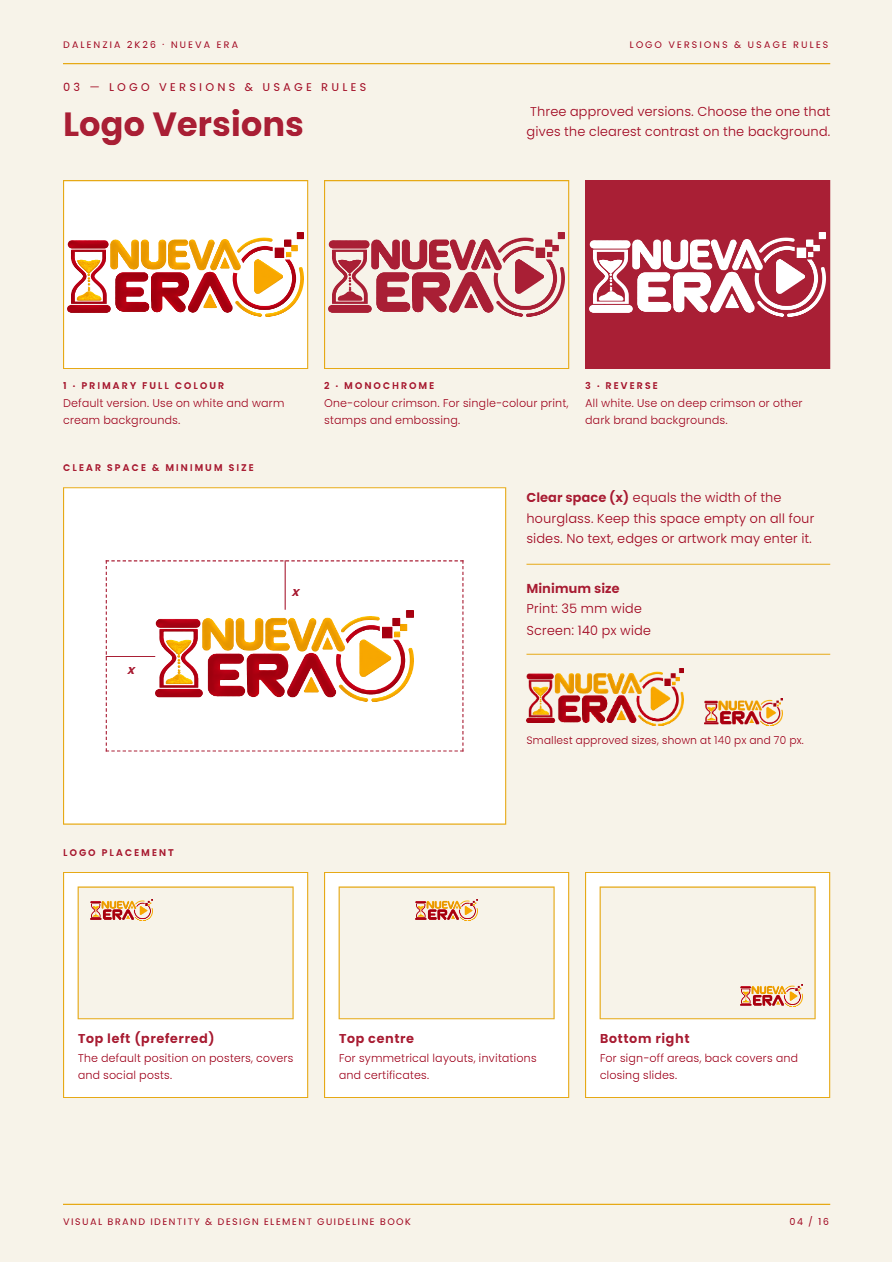 DALENZIA 2K26 · NUEVA ERA
LOGO VERSIONS & USAGE RULES
03 — LOGO VERSIONS & USAGE RULES
Logo Versions
Three approved versions. Choose the one that
gives the clearest contrast on the background.
NUEVA
ERA
NUEVA
ERA
NUEVA
ERA
1 · PRIMARY FULL COLOUR
Default version. Use on white and warm
cream backgrounds.
2 · MONOCHROME
One-colour crimson. For single-colour print,
stamps and embossing.
3 · REVERSE
All white. Use on deep crimson or other
dark brand backgrounds.
CLEAR SPACE & MINIMUM SIZE
x
NUEVA
ERA
x
Clear space (x) equals the width of the
hourglass. Keep this space empty on all four
sides. No text, edges or artwork may enter it.
Minimum size
Print: 35 mm wide
Screen: 140 px wide
NUEVA
ERA
NUEVA
ERA
Smallest approved sizes, shown at 140 px and 70 px.
LOGO PLACEMENT
NUEVA
ERA
Top left (preferred)
The default position on posters, covers
and social posts.
NUEVA
ERA
Top centre
For symmetrical layouts, invitations
and certificates.
NUEVA
ERA
Bottom right
For sign-off areas, back covers and
closing slides.
VISUAL BRAND IDENTITY & DESIGN ELEMENT GUIDELINE BOOK
04 / 16